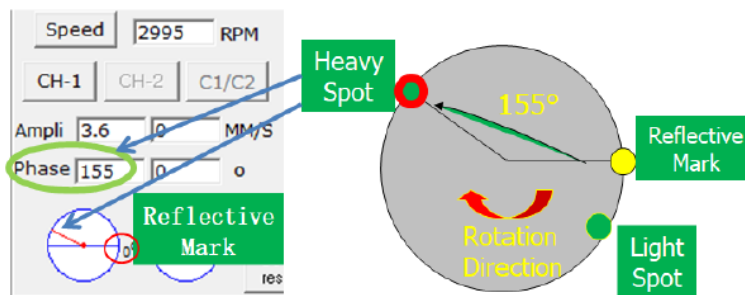 Speed 2995 RPM
CH-1 CH-2 C1/C2
Ampli 3.6 0 MM/S
Phase 155 0 o
0°
Reflective
Mark
res
Heavy
Spot
155°
Reflective
Mark
Rotation
Direction
Light
Spot